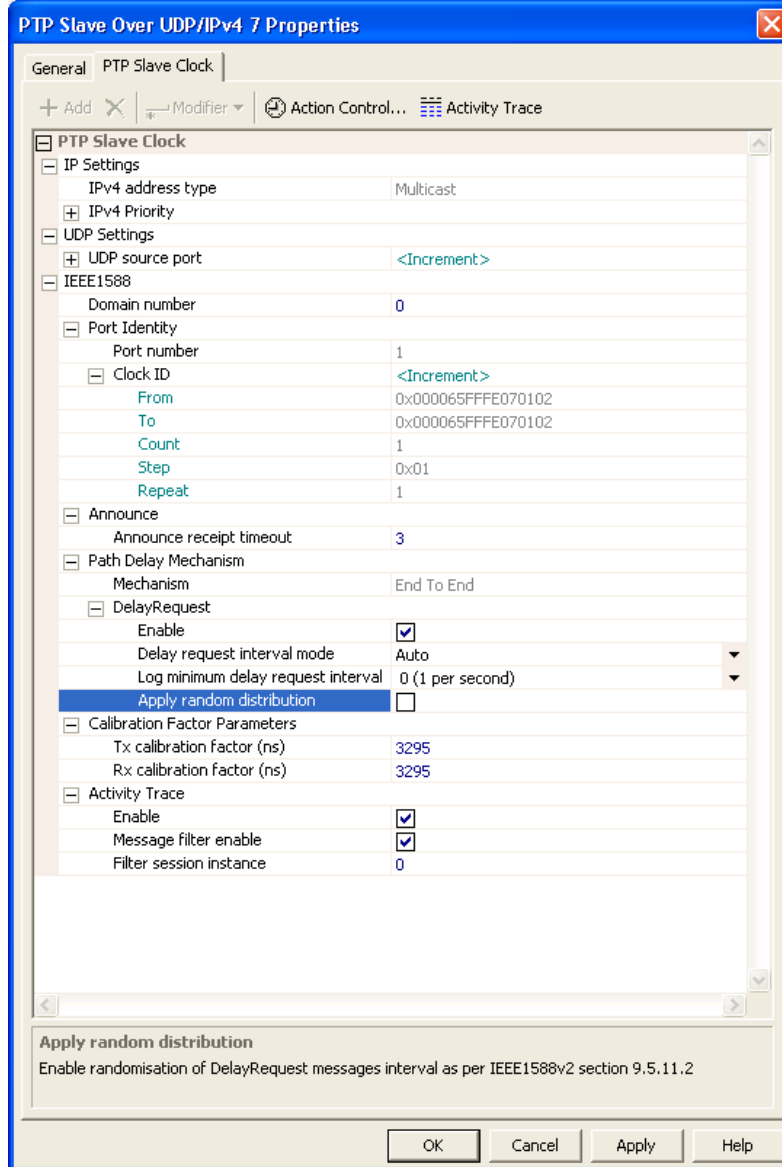 PTP Slave Over UDP/IPv4 7 Properties
General PTP Slave Clock
Add Modifier Action Control... Activity Trace
PTP Slave Clock
IP Settings
IPv4 address type Multicast
IPv4 Priority
UDP Settings
UDP source port <Increment>
IEEE1588
Domain number 0
Port Identity
Port number 1
Clock ID <Increment>
From 0x000065FFFE070102
To 0x000065FFFE070102
Count 1
Step 0x01
Repeat 1
Announce
Announce receipt timeout 3
Path Delay Mechanism
Mechanism End To End
DelayRequest
Enable
Delay request interval mode Auto
Log minimum delay request interval 0 (1 per second)
Apply random distribution
Calibration Factor Parameters
Tx calibration factor (ns) 3295
Rx calibration factor (ns) 3295
Activity Trace
Enable
Message filter enable
Filter session instance 0
Apply random distribution
Enable randomisation of DelayRequest messages interval as per IEEE1588v2 section 9.5.11.2
OK Cancel Apply Help